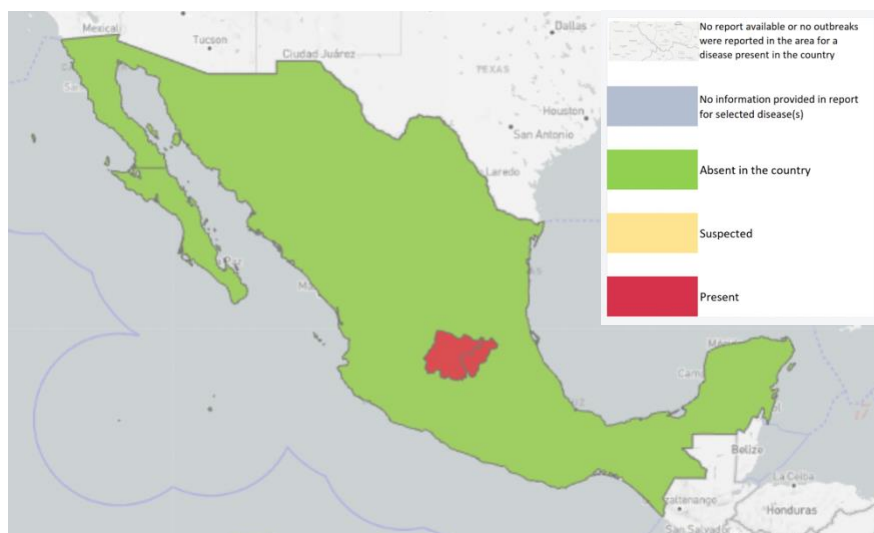 Mexical
Tucson
Ciudad Juárez
Dallas
TEXAS
Houston
San Antonio
Laredo
No report available or no outbreaks
were reported in the area for a
disease present in the country
No information provided in report
for selected disease(s)
Absent in the country
Suspected
Present
Belize
La Ceiba
Honduras
zaltenango
San Salvador